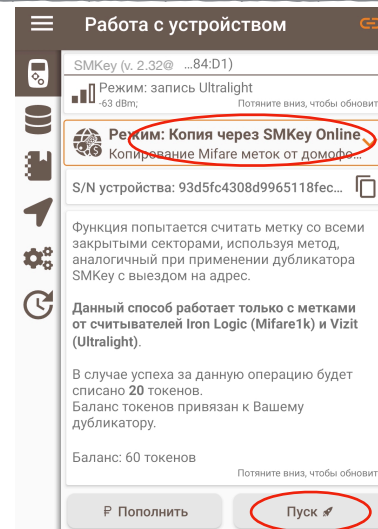 Работа с устройством
SMKey (v. 2.32@ ...84:D1)
Режим: запись Ultralight
-63 dBm;
Потяните вниз, чтобы обновит
Режим: Копия через SMKey Online
Копирование Mifare меток от домофо...
S/N устройства: 93d5fc4308d9965118fec...
Функция попытается считать метку со всеми
закрытыми секторами, используя метод,
аналогичный при применении дубликатора
SMKey с выездом на адрес.
Данный способ работает только с метками
от считывателей Iron Logic (Mifare1k) и Vizit
(Ultralight).
В случае успеха за данную операцию будет
списано 20 токенов.
Баланс токенов привязан к Вашему
дубликатору.
Баланс: 60 токенов
Потяните вниз, чтобы обновит
₽ Пополнить
Пуск